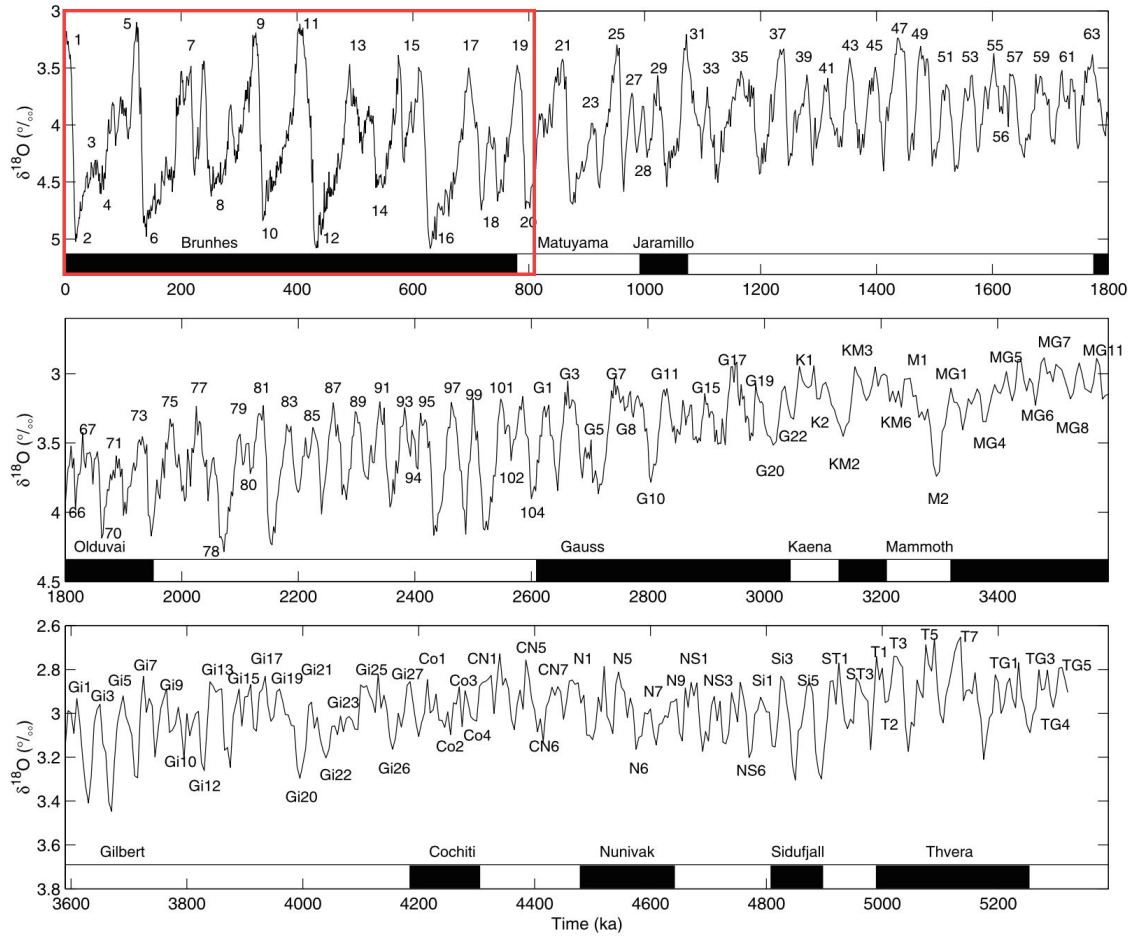 3
5 9 11 47 63
1 7 13 15 17 19 21 25 31 37 43 45 49
3.5 27 29 35 39 51 53 55 57 59 61
33 41
δ18O (o/oo)
3 23
4 56
28
4.5 4 8 14 18 20
5 2 6 10 12 16
Brunhes Matuyama Jaramillo
0 200 400 600 800 1000 1200 1400 1600 1800
3 G3 G7 G11 G17 G19 K1 KM3 M1 MG1 MG5 MG7 MG11
67 71 73 75 77 79 81 83 85 87 89 91 93 95 97 99 101 G1 G5 G8 G15 G22 K2 KM6 MG4 MG6 MG8
3.5
δ18O (o/oo)
66 70 78 80 94 102 104 G10 G20 KM2 M2
4
Olduvai Gauss Kaena Mammoth
4.5
1800 2000 2200 2400 2600 2800 3000 3200 3400
2.6
Gi1 Gi3 Gi5 Gi7 Gi9 Gi13 Gi15 Gi17 Gi19 Gi21 Gi23 Gi25 Gi27 Co1 Co3 CN1 CN5 CN7 N1 N5 N7 N9 NS1 NS3 Si1 Si3 Si5 ST1 ST3 T1 T3 T5 T7 TG1 TG3 TG5
2.8
3
δ18O (o/oo)
Gi10 Gi12 Gi20 Gi22 Gi26 Co2 Co4 CN6 N6 NS6 T2 TG4
3.2
3.4
3.6
Gilbert Cochiti Nunivak Sidufjall Thvera
3.8
3600 3800 4000 4200 4400 4600 4800 5000 5200
Time (ka)